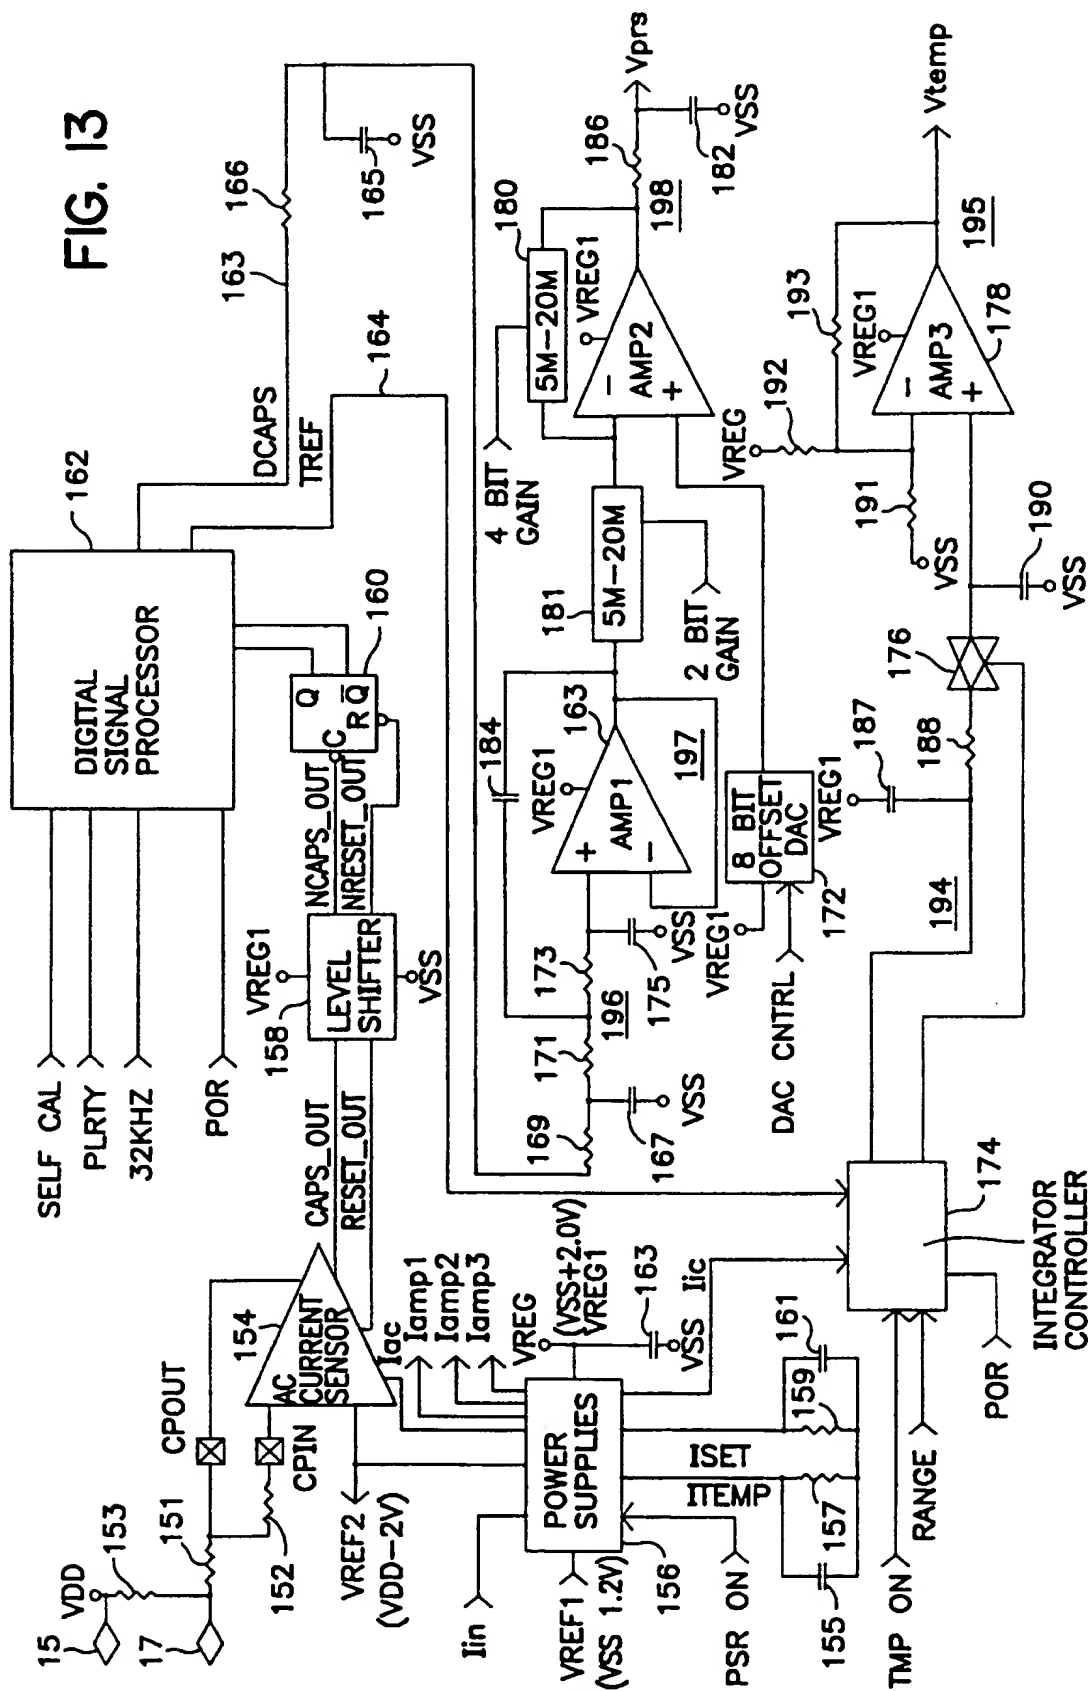 FIG. 13
15
VDD
153
17
151
152
CPOUT
CPIN
154
AC
CURRENT
SENSOR
VREF2
(VDD-2V)
CAPS_OUT
RESET_OUT
158
VREG1
LEVEL
SHIFTER
VSS
NCAPS_OUT
NRESET_OUT
C
Q
Q
R
160
SELF CAL
PLRTY
32KHZ
POR
DIGITAL
SIGNAL
PROCESSOR
162
DCAPS
TREF
163
166
164
165
VSS
Iin
VREF1
(VSS 1.2V)
156
POWER
SUPPLIES
Iac
Iamp1
Iamp2
Iamp3
VREG
(VSS+2.0V)
VREG1
163
VSS
Iic
PSR ON
ITEMP
ISET
155
157
159
161
169
167
VSS
171
196
173
175
VSS
184
VREG1
163
+
AMP1
-
197
181
5M-20M
2 BIT
GAIN
4 BIT
GAIN
180
5M-20M
VREG1
-
AMP2
+
198
186
Vprs
182
VSS
DAC CNTRL
VREG1
172
8 BIT
OFFSET
DAC
TMP ON
RANGE
POR
174
INTEGRATOR
CONTROLLER
194
VREG1
187
188
176
190
VSS
VSS
191
VREG
192
193
VREG1
-
AMP3
+
178
195
Vtemp